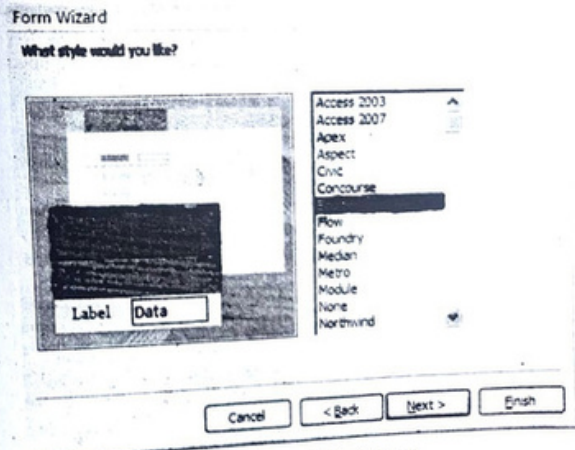 Form Wizard
What style would you like?
Access 2003
Access 2007
Apex
Aspect
Civic
Concourse
Flow
Foundry
Median
Metro
Module
None
Northwind
Label Data
Cancel
< Back
Next >
Finish